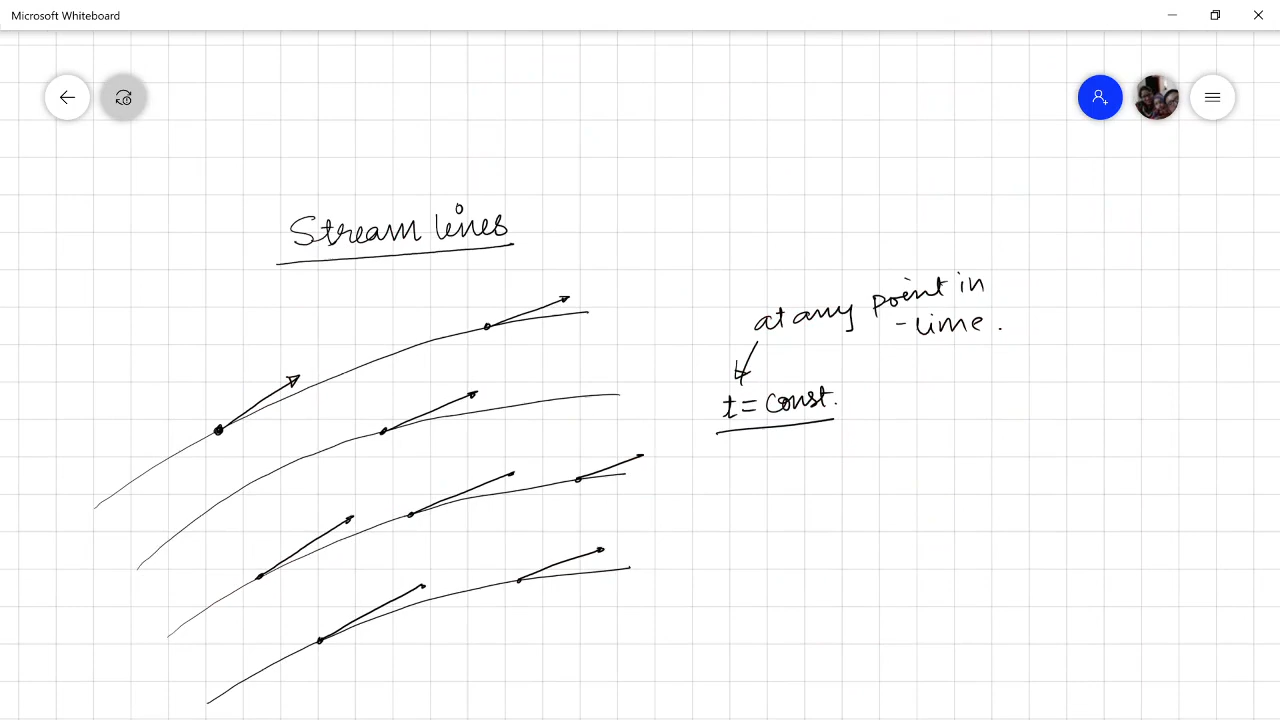 Microsoft Whiteboard
Stream lines
at any point in
time.
t = const.